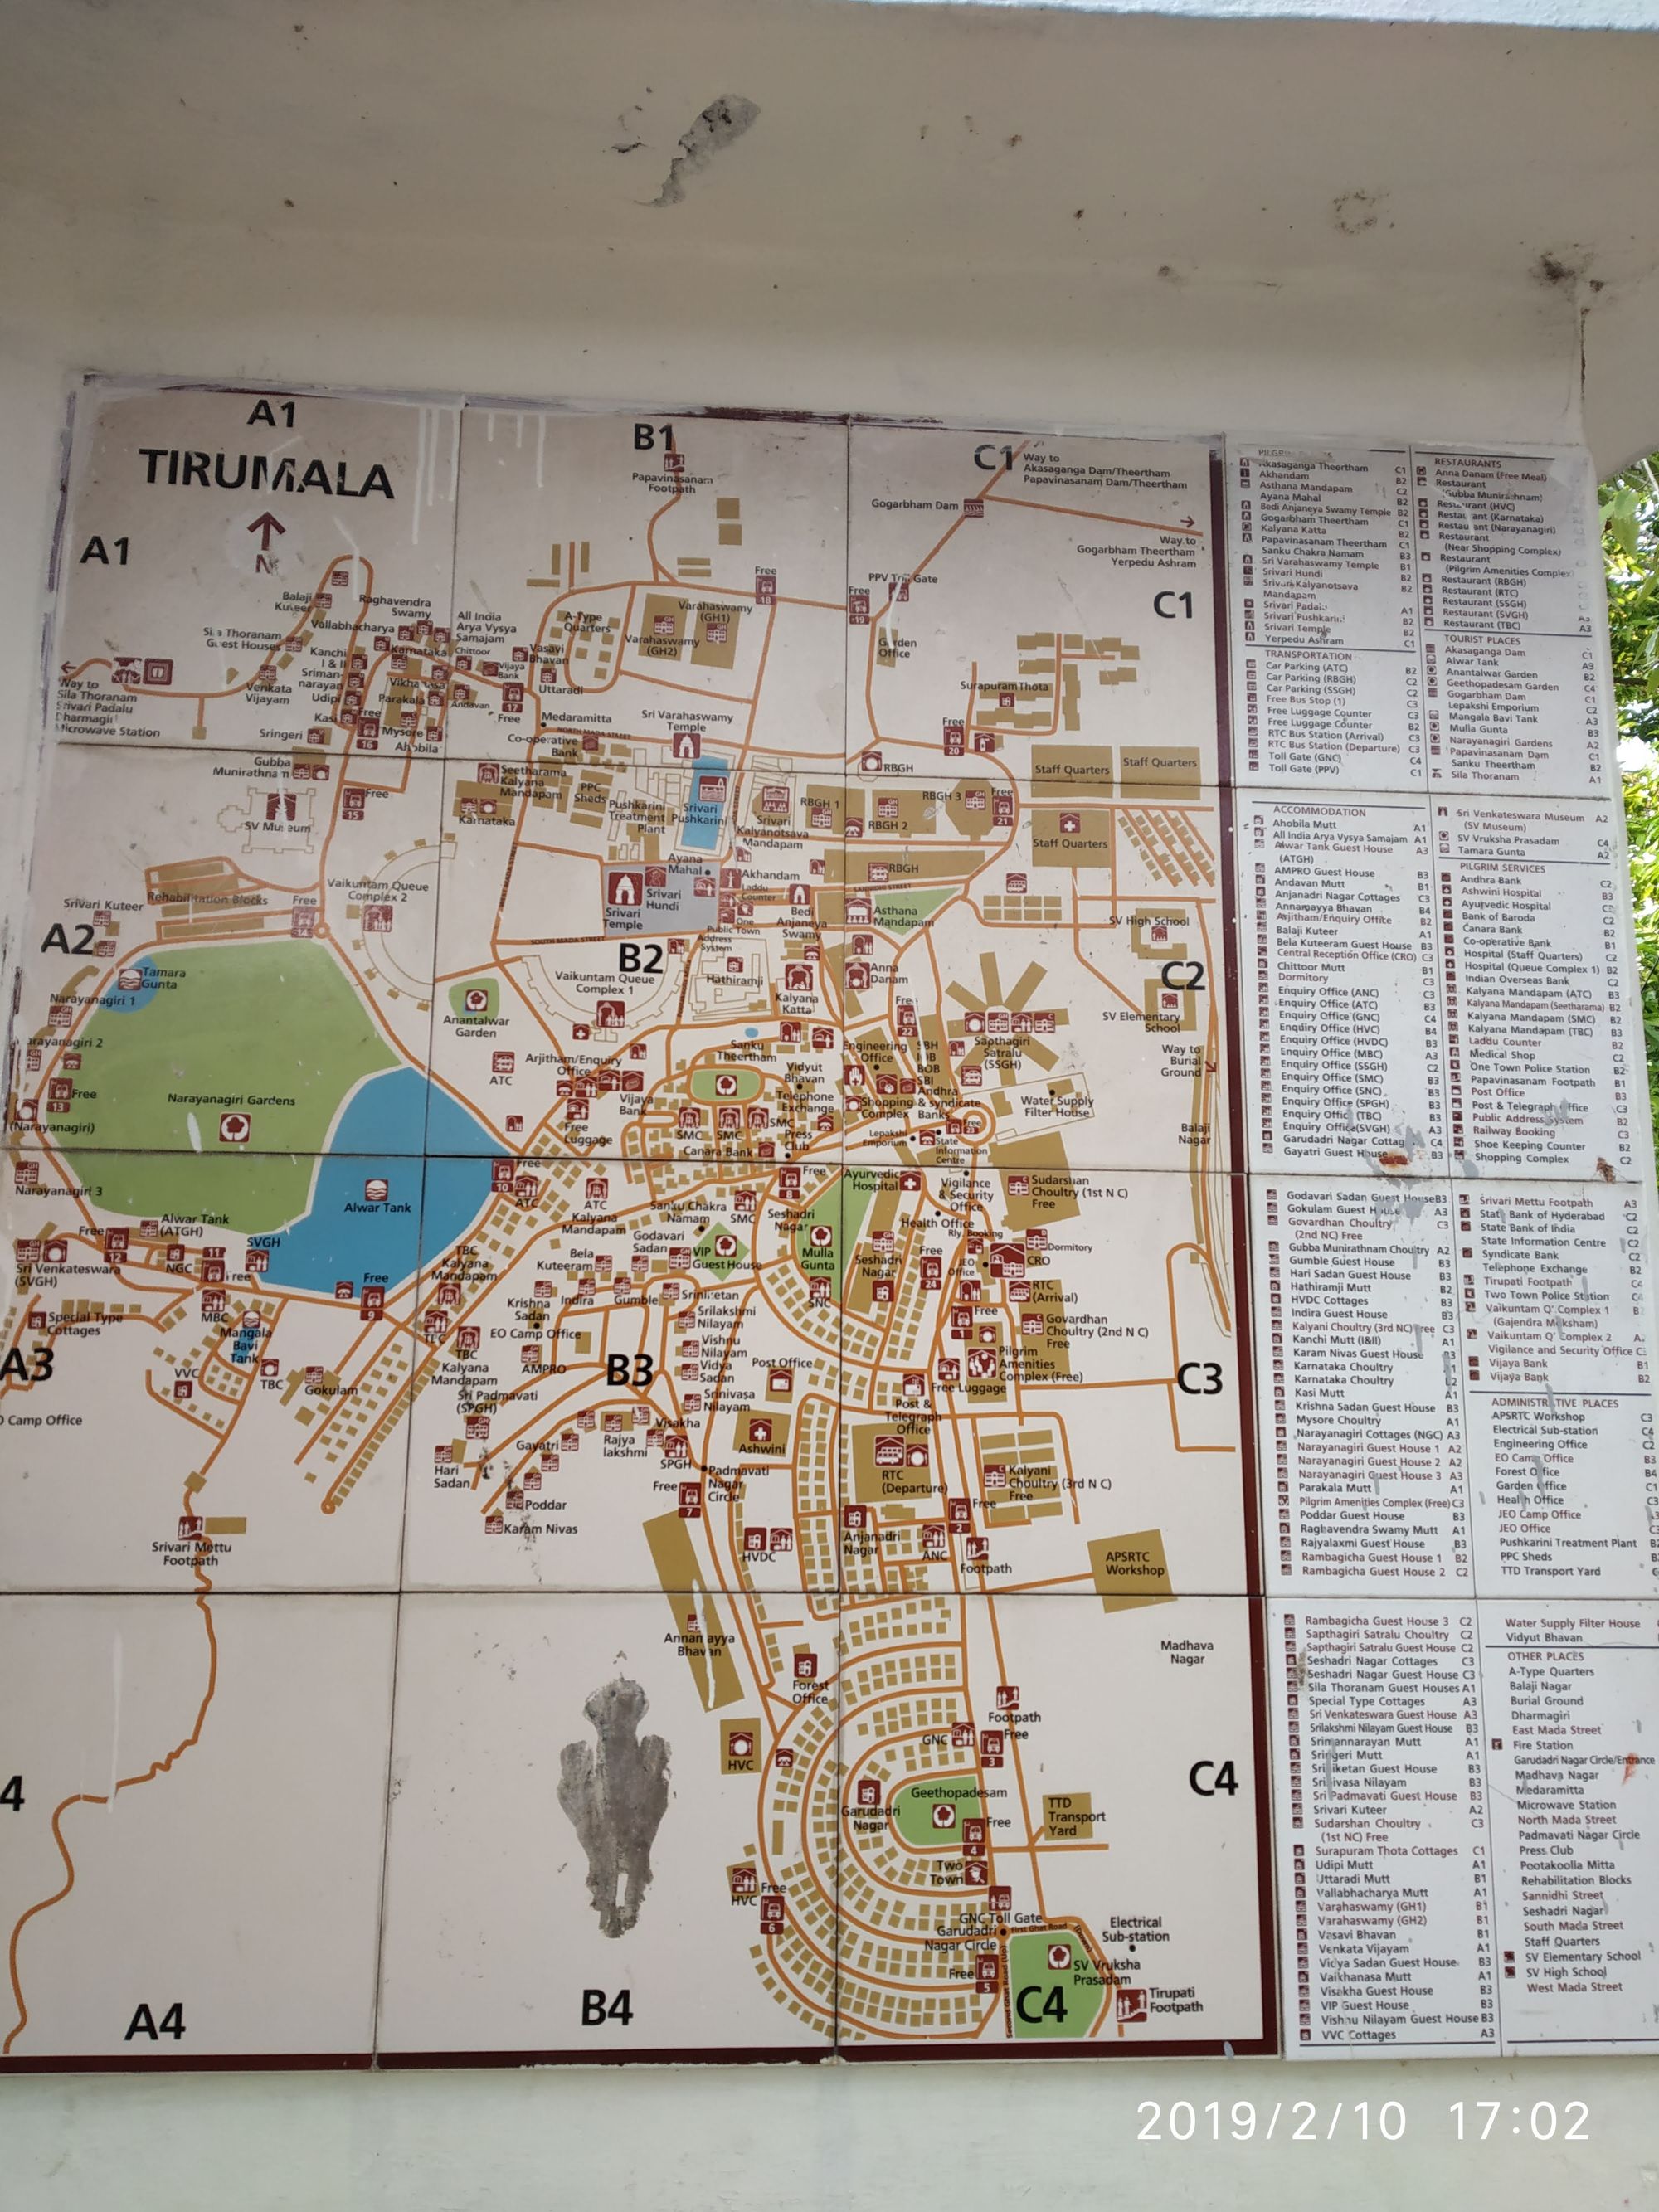 A1
TIRUMALA
N
A1
B1
Papavinasanam
Footpath
C1
Way to
Akasaganga Dam/Theertham
Papavinasanam Dam/Theertham
Gogarbham Dam
Way to
Gogarbham Theertham
Yerpedu Ashram
C1
PPV Toll Gate
Free
18
Free
19
Garden
Office
Balaji
Kuteer
Raghavendra
Swamy
Vallabhacharya
Sila Thoranam
Guest Houses
Kanchi
I & II
Karnataka
Sriman-
narayan
Udipi
Venkata
Vijayam
Parakala
Kasi
Free
16
Mysore
Ahobila
Sringeri
Way to
Sila Thoranam
Srivari Padalu
Dharmagiri
Microwave Station
All India
Arya Vysya
Samajam
Chittoor
Vijaya
Bank
Vasavi
Bhavan
Andavan
17
Free
Uttaradi
A-Type
Quarters
Varahaswamy
(GH1)
Varahaswamy
(GH2)
Medaramitta
NORTH MADA STREET
Co-operative
Bank
Sri Varahaswamy
Temple
Surapuram Thota
Free
20
RBGH
Staff Quarters
Staff Quarters
Gubba
Munirathnam
SV Museum
Free
15
Seetharama
Kalyana
Mandapam
Karnataka
PPC
Sheds
Pushkarini
Treatment
Plant
Srivari
Pushkarini
Srivari
Kalyanotsava
Mandapam
RBGH 1
RBGH 2
RBGH 3
Free
21
Staff Quarters
RBGH
Ayana
Mahal
Akhandam
Laddu
Counter
Srivari
Hundi
Srivari
Temple
Bedi
Anjaneya
Swamy
Asthana
Mandapam
SV High School
Rehabilitation Blocks
Vaikuntam Queue
Complex 2
Srivari Kuteer
Free
14
A2
SOUTH MADA STREET
B2
Public
Address
System
One
Town
Vaikuntam Queue
Complex 1
Hathiramji
Kalyana
Katta
Anna
Danam
C2
SV Elementary
School
Tamara
Gunta
Narayanagiri 1
Narayanagiri Gardens
Free
13
(Narayanagiri)
Anantalwar
Garden
Arjitham/Enquiry
Office
ATC
Free
Luggage
Vijaya
Bank
Sanku
Theertham
Vidyut
Bhavan
Telephone
Exchange
Engineering
Office
22
SBH
IOB
BOB
SBI
Andhra
Shopping & Syndicate
Complex Banks
Sapthagiri
Satralu
(SSGH)
Way to
Burial
Ground
Water Supply
Filter House
Balaji
Nagar
SMC
SMC
SMC
Canara Bank
Press
Club
Lepakshi
Emporium
State
Information
Centre
Free
23
Narayanagiri 3
Alwar Tank
Free
10
ATC
ATC
Kalyana
Mandapam
Sanku Chakra
Namam
SMC
Free
8
Seshadri
Nagar
Ayurvedic
Hospital
Vigilance
& Security
Office
Health Office
Rly. Booking
Sudarshan
Choultry (1st N C)
Free
Alwar Tank
(ATGH)
Free
12
11
Free
SVGH
Sri Venkateswara
(SVGH)
NGC
MBC
Special Type
Cottages
Mangala
Bavi
Tank
VVC
TBC
Gokulam
Free
9
TBC
Kalyana
Mandapam
TBC
Kalyana
Mandapam
Bela
Kuteeram
Godavari
Sadan
VIP
Guest House
Mulla
Gunta
SNC
Seshadri
Nagar
Free
24
JEO
Office
Dormitory
CRO
RTC
(Arrival)
Free
1
Govardhan
Choultry (2nd N C)
Free
Pilgrim
Amenities
Complex (Free)
Free Luggage
Krishna
Sadan
Indira
Gumble
Sriniketan
Srilakshmi
Nilayam
Vishnu
Nilayam
Vidya
Sadan
Srinivasa
Nilayam
EO Camp Office
AMPRO
A3
B3
C3
Post Office
Post &
Telegraph
Office
Sri Padmavati
(SPGH)
Gayatri
Rajya
lakshmi
Visakha
SPGH
Ashwini
Padmavati
Nagar
Circle
Free
7
Hari
Sadan
Poddar
Karam Nivas
RTC
(Departure)
Kalyani
Choultry (3rd N C)
Free
Free
2
HVDC
Anjanadri
Nagar
ANC
Footpath
APSRTC
Workshop
Srivari Mettu
Footpath
Camp Office
Annamayya
Bhavan
Forest
Office
Madhava
Nagar
Footpath
GNC
Free
3
HVC
Geethopadesam
Garudadri
Nagar
Free
4
TTD
Transport
Yard
C4
4
Two
Town
HVC
Free
6
GNC Toll Gate
Garudadri
Nagar Circle
First Ghat Road
Second Ghat Road (Up)
Free
5
Electrical
Sub-station
SV Vruksha
Prasadam
Tirupati
Footpath
A4
B4
C4
Akasaganga Theertham C1
Akhandam B2
Asthana Mandapam C2
Ayana Mahal B2
Bedi Anjaneya Swamy Temple B2
Gogarbham Theertham C1
Kalyana Katta B2
Papavinasanam Theertham C1
Sanku Chakra Namam B3
Sri Varahaswamy Temple B1
Srivari Hundi B2
Srivari Kalyanotsava B2
Mandapam
Srivari Padalu A1
Srivari Pushkarini B2
Srivari Temple B2
Yerpedu Ashram C1
TRANSPORTATION
Car Parking (ATC) B2
Car Parking (RBGH) C2
Car Parking (SSGH) C2
Free Bus Stop (1) C3
Free Luggage Counter C3
Free Luggage Counter B2
RTC Bus Station (Arrival) C3
RTC Bus Station (Departure) C3
Toll Gate (GNC) C4
Toll Gate (PPV) C1
RESTAURANTS
Anna Danam (Free Meal)
Restaurant
(Gubba Munirathnam)
Restaurant (HVC)
Restaurant (Karnataka)
Restaurant (Narayanagiri)
Restaurant
(Near Shopping Complex)
Restaurant
(Pilgrim Amenities Complex)
Restaurant (RBGH)
Restaurant (RTC)
Restaurant (SSGH)
Restaurant (SVGH)
Restaurant (TBC) A3
TOURIST PLACES
Akasaganga Dam C1
Alwar Tank A3
Anantalwar Garden B2
Geethopadesam Garden C4
Gogarbham Dam C1
Lepakshi Emporium C2
Mangala Bavi Tank A3
Mulla Gunta B3
Narayanagiri Gardens A2
Papavinasanam Dam C1
Sanku Theertham B2
Sila Thoranam A1
ACCOMMODATION
Ahobila Mutt A1
All India Arya Vysya Samajam A1
Alwar Tank Guest House A3
(ATGH)
AMPRO Guest House B3
Andavan Mutt B1
Anjanadri Nagar Cottages C3
Annamayya Bhavan B4
Arjitham/Enquiry Office B2
Balaji Kuteer A1
Bela Kuteeram Guest House B3
Central Reception Office (CRO) C3
Chittoor Mutt B1
Dormitory C3
Enquiry Office (ANC) C3
Enquiry Office (ATC) B3
Enquiry Office (GNC) C4
Enqdiry Office (HVC) B4
Enquiry Office (HVDC) B3
Enquiry Office (MBC) A3
Enquiry Office (SSGH) C2
Enquiry Office (SMC) B3
Enquiry Office (SNC) B3
Enquiry Office (SPGH) B3
Enquiry Office (TBC) B3
Enquiry Office(SVGH) A3
Garudadri Nagar Cottag C4
Gayatri Guest House B3
Sri Venkateswara Museum A2
(SV Museum)
SV Vruksha Prasadam C4
Tamara Gunta A2
PILGRIM SERVICES
Andhra Bank C2
Ashwini Hospital B3
Ayurvedic Hospital C2
Bank of Baroda C2
Canara Bank B2
Co-operative Bank B1
Hospital (Staff Quarters) C2
Hospital (Queue Complex 1) B2
Indian Overseas Bank C2
Kalyana Mandapam (ATC) B3
Kalyana Mandapam (Seetharama) B2
Kalyana Mandapam (SMC) B2
Kalyana Mandapam (TBC) B3
Laddu Counter B2
Medical Shop C2
One Town Police Station B2
Papavinasanam Footpath B1
Post Office B3
Post & Telegraph Office C3
Public Address System B2
Railway Booking C3
Shoe Keeping Counter B2
Shopping Complex C2
Godavari Sadan Guest House B3
Gokulam Guest House A3
Govardhan Choultry C3
(2nd NC) Free
Gubba Munirathnam Choultry A2
Gumble Guest House B3
Hari Sadan Guest House B3
Hathiramji Mutt B2
HVDC Cottages B3
Indira Guest House B3
Kalyani Choultry (3rd NC) Free C3
Kanchi Mutt (I&II) A1
Karam Nivas Guest House B3
Karnataka Choultry
Karnataka Choultry
Kasi Mutt A1
Krishna Sadan Guest House B3
Mysore Choultry A1
Narayanagiri Cottages (NGC) A3
Narayanagiri Guest House 1 A2
Narayanagiri Guest House 2 A2
Narayanagiri Guest House 3 A3
Parakala Mutt A1
Pilgrim Amenities Complex (Free) C3
Poddar Guest House B3
Raghavendra Swamy Mutt A1
Rajyalaxmi Guest House B3
Rambagicha Guest House 1 B2
Rambagicha Guest House 2 C2
Srivari Mettu Footpath A3
State Bank of Hyderabad C2
State Bank of India C2
State Information Centre C2
Syndicate Bank C2
Telephone Exchange B2
Tirupati Footpath C4
Two Town Police Station
Vaikuntam Q' Complex 1
(Gajendra Moksham)
Vaikuntam Q' Complex 2
Vigilance and Security Office
Vijaya Bank B1
Vijaya Bank B2
ADMINISTRATIVE PLACES
APSRTC Workshop C3
Electrical Sub-station C4
Engineering Office C2
EO Camp Office B3
Forest Office B4
Garden Office C1
Health Office
JEO Camp Office
JEO Office
Pushkarini Treatment Plant
PPC Sheds
TTD Transport Yard
Rambagicha Guest House 3 C2
Sapthagiri Satralu Choultry C2
Sapthagiri Satralu Guest House C2
Seshadri Nagar Cottages C3
Seshadri Nagar Guest House C3
Sila Thoranam Guest Houses A1
Special Type Cottages A3
Sri Venkateswara Guest House A3
Srilakshmi Nilayam Guest House B3
Srimannarayan Mutt A1
Sringeri Mutt A1
Sriniketan Guest House B3
Srinivasa Nilayam B3
Sri Padmavati Guest House B3
Srivari Kuteer A2
Sudarshan Choultry C3
(1st NC) Free
Surapuram Thota Cottages C1
Udipi Mutt A1
Uttaradi Mutt B1
Vallabhacharya Mutt A1
Varahaswamy (GH1) B1
Varahaswamy (GH2) B1
Vasavi Bhavan B1
Venkata Vijayam A1
Vidya Sadan Guest House B3
Vaikhanasa Mutt A1
Visakha Guest House B3
VIP Guest House B3
Vishnu Nilayam Guest House B3
VVC Cottages A3
Water Supply Filter House
Vidyut Bhavan
OTHER PLACES
A-Type Quarters
Balaji Nagar
Burial Ground
Dharmagiri
East Mada Street
Fire Station
Garudadri Nagar Circle/Entrance
Madhava Nagar
Medaramitta
Microwave Station
North Mada Street
Padmavati Nagar Circle
Press Club
Pootakoolla Mitta
Rehabilitation Blocks
Sannidhi Street
Seshadri Nagar
South Mada Street
Staff Quarters
SV Elementary School
SV High School
West Mada Street
2019/2/10 17:02